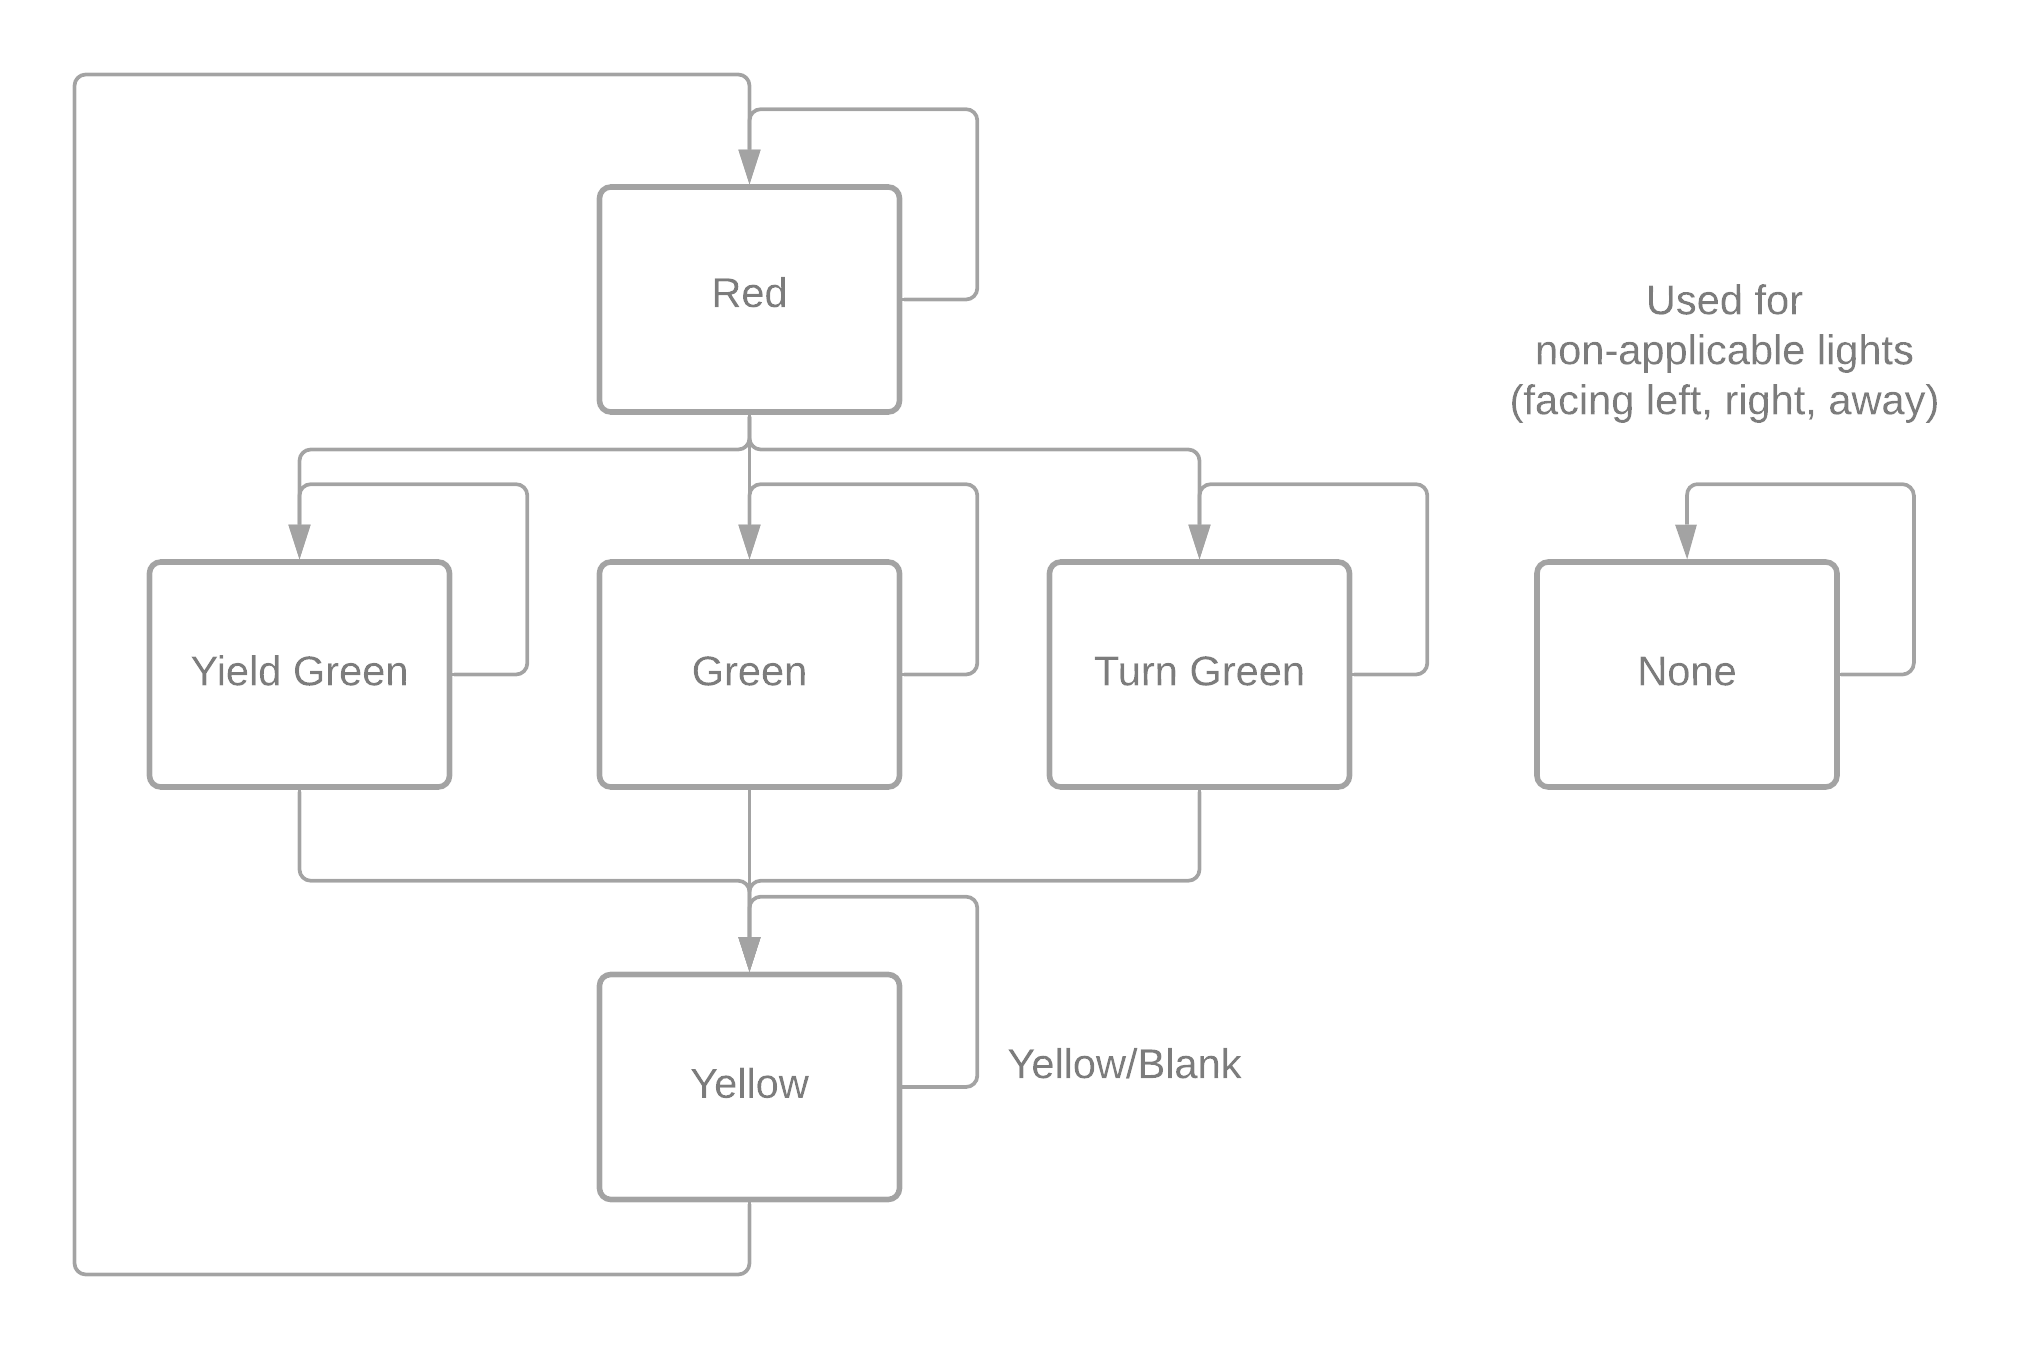 Red
Used for
non-applicable lights
(facing left, right, away)
Yield Green
Green
Turn Green
None
Yellow
Yellow/Blank